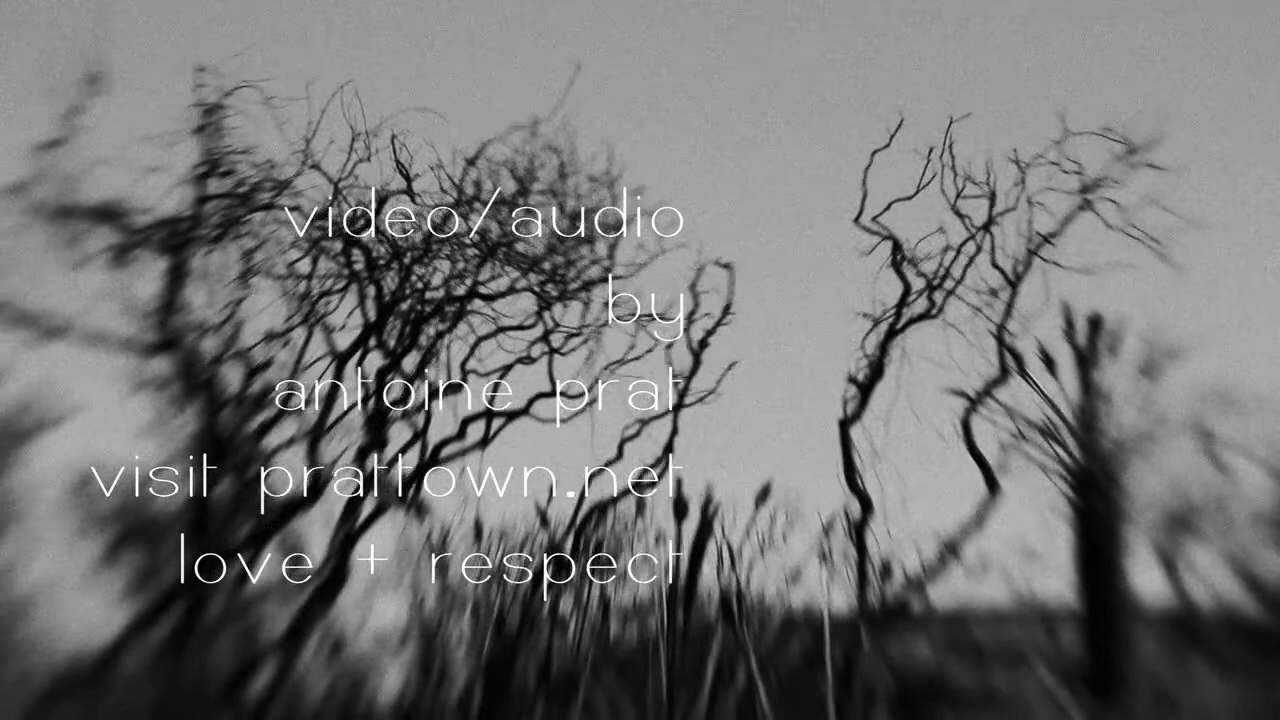 video/audio
by
antoine prat
visit prattown.net
love + respect